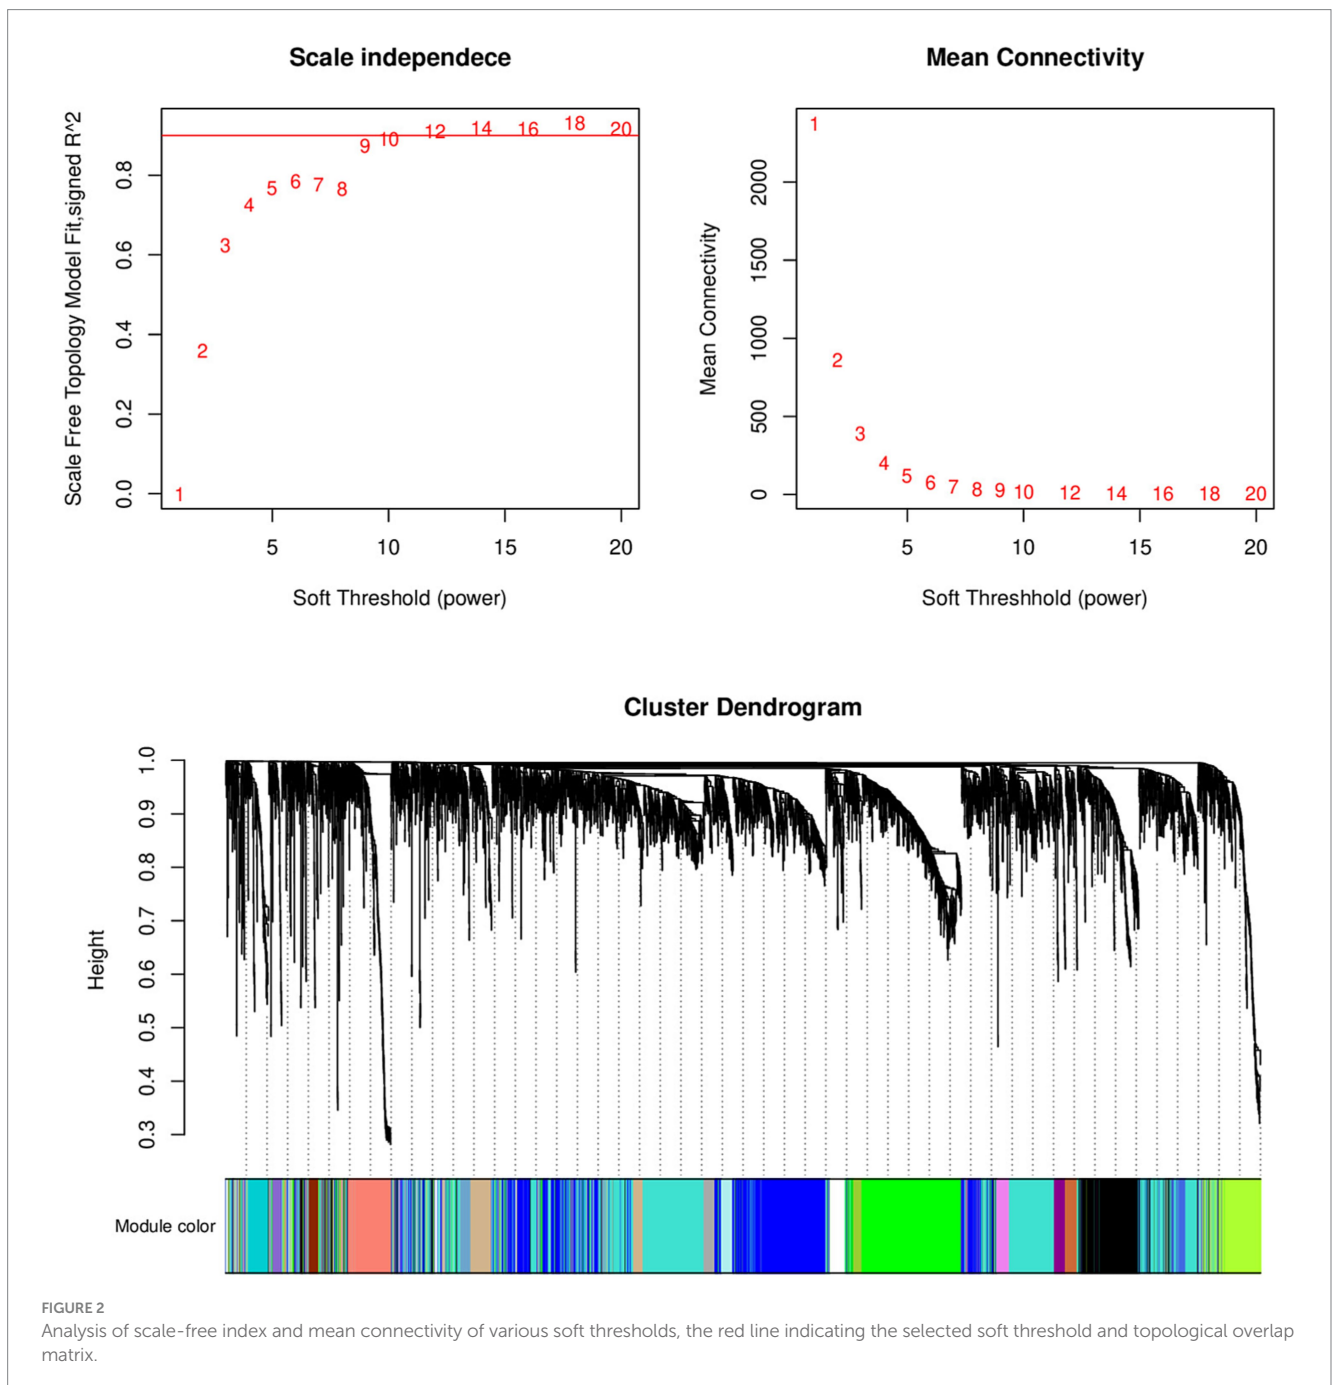 Scale independece
Scale Free Topology Model Fit,signed R^2
0.0 0.2 0.4 0.6 0.8
1 2 3 4 5 6 7 8 9 10 12 14 16 18 20
5 10 15 20
Soft Threshold (power)
Mean Connectivity
Mean Connectivity
0 500 1000 1500 2000
1 2 3 4 5 6 7 8 9 10 12 14 16 18 20
5 10 15 20
Soft Threshhold (power)
Cluster Dendrogram
Height
0.3 0.4 0.5 0.6 0.7 0.8 0.9 1.0
Module color
FIGURE 2
Analysis of scale-free index and mean connectivity of various soft thresholds, the red line indicating the selected soft threshold and topological overlap
matrix.